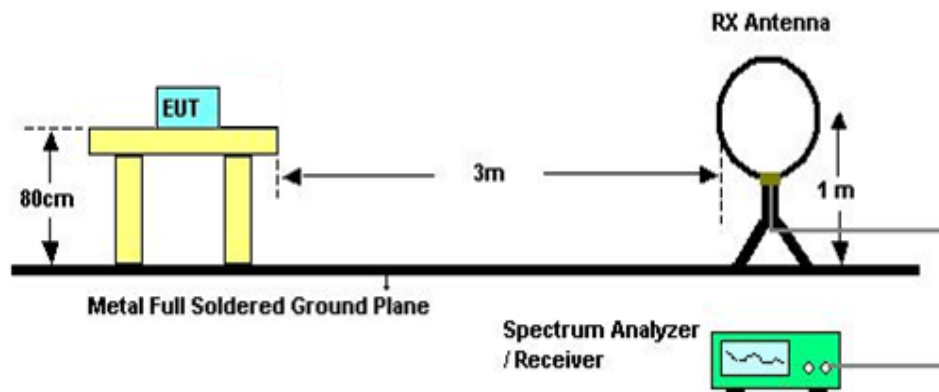 RX Antenna
EUT
80cm
3m
1 m
Metal Full Soldered Ground Plane
Spectrum Analyzer
/ Receiver